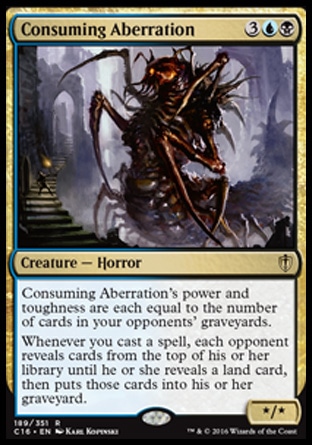 Consuming Aberration 3
Creature — Horror
Consuming Aberration's power and
toughness are each equal to the number
of cards in your opponents' graveyards.
Whenever you cast a spell, each opponent
reveals cards from the top of his or her
library until he or she reveals a land card,
then puts those cards into his or her
graveyard.
*/*
189/351 R
C16 • EN Karl Kopinski
™ & © 2016 Wizards of the Coast